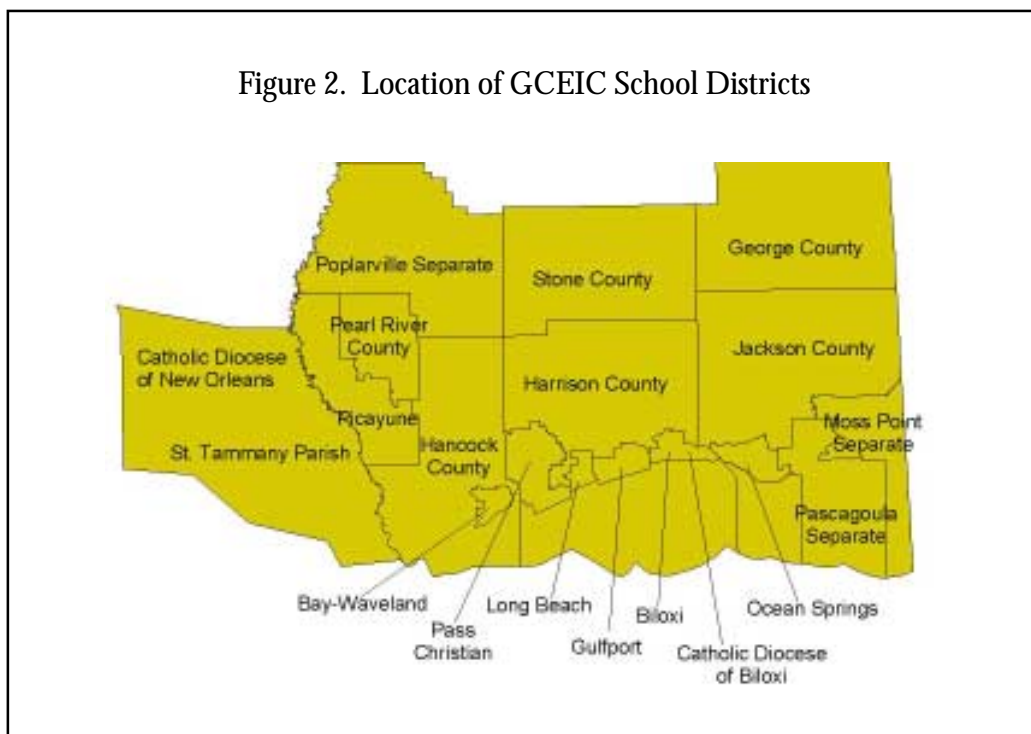 Figure 2. Location of GCEIC School Districts
George County
Poplarville Separate
Stone County
Pearl River
County
Jackson County
Catholic Diocese
of New Orleans
Harrison County
Moss Point
Separate
Picayune
Hancock
County
St. Tammany Parish
Pascagoula
Separate
Bay-Waveland
Long Beach
Biloxi
Ocean Springs
Pass
Christian
Gulfport
Catholic Diocese
of Biloxi